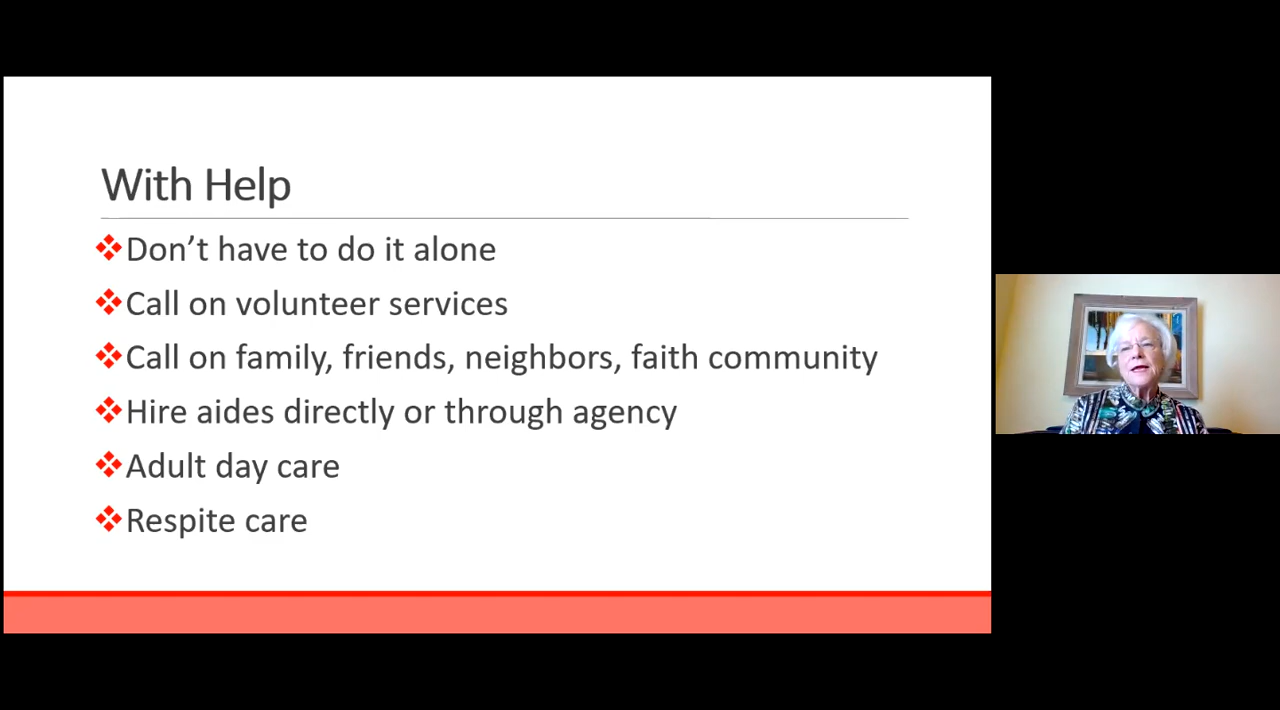 With Help
Don’t have to do it alone
Call on volunteer services
Call on family, friends, neighbors, faith community
Hire aides directly or through agency
Adult day care
Respite care